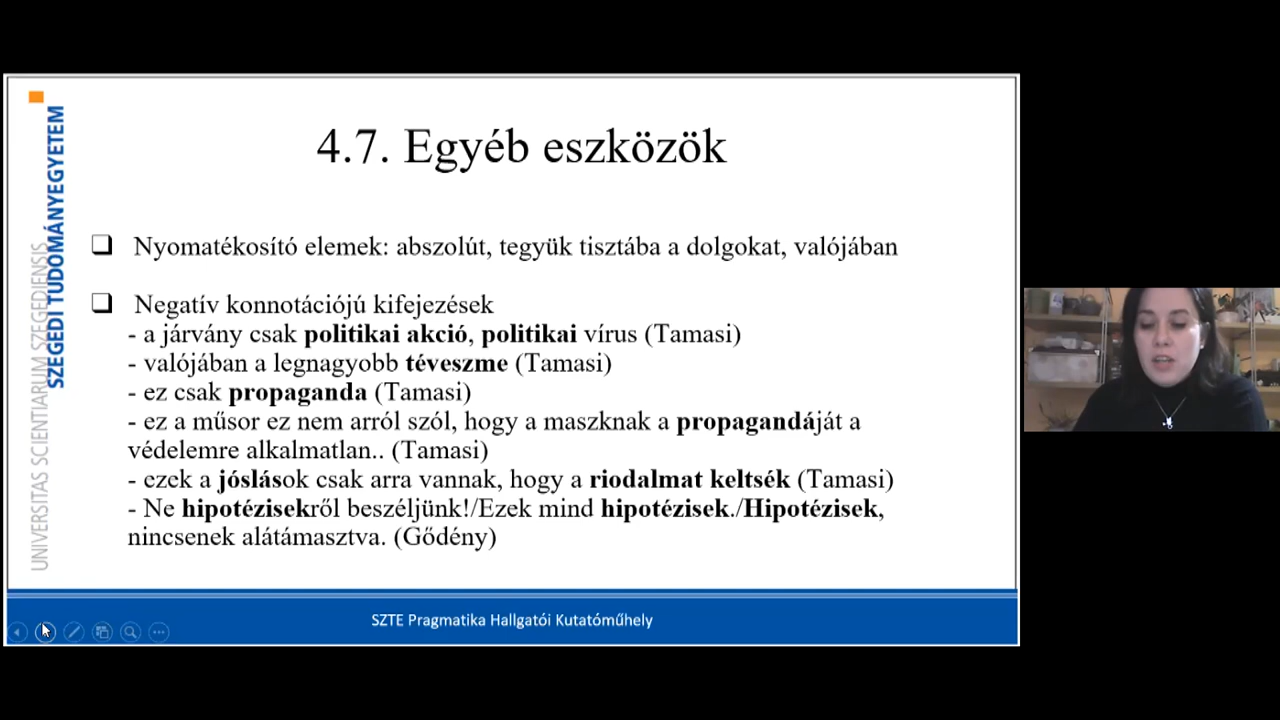 4.7. Egyéb eszközök
Nyomatékosító elemek: abszolút, tegyük tisztába a dolgokat, valójában
Negatív konnotációjú kifejezések
- a járvány csak politikai akció, politikai vírus (Tamasi)
- valójában a legnagyobb téveszme (Tamasi)
- ez csak propaganda (Tamasi)
- ez a műsor ez nem arról szól, hogy a maszknak a propagandáját a
védelemre alkalmatlan.. (Tamasi)
- ezek a jóslások csak arra vannak, hogy a riodalmat keltsék (Tamasi)
- Ne hipotézisekről beszéljünk!/Ezek mind hipotézisek./Hipotézisek,
nincsenek alátámasztva. (Gődény)
SZTE Pragmatika Hallgatói Kutatóműhely
UNIVERSITAS SCIENTIARUM SZEGEDIENSIS
SZEGEDI TUDOMÁNYEGYETEM